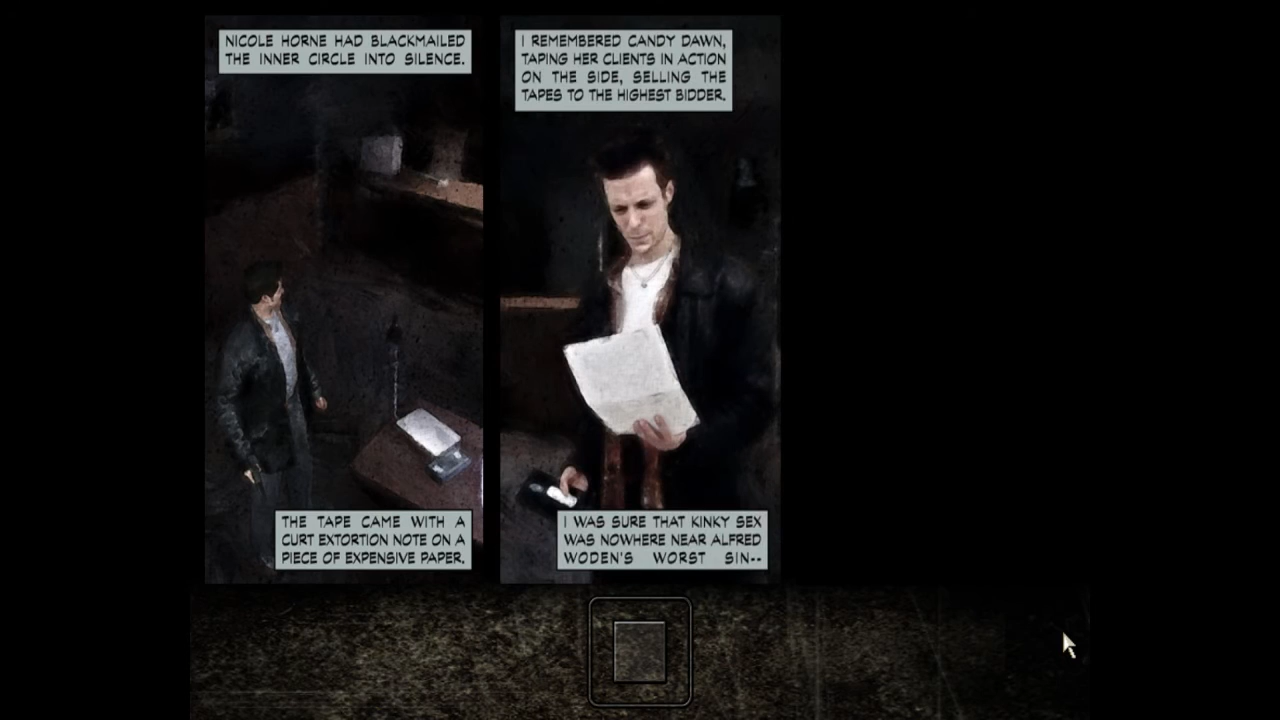 NICOLE HORNE HAD BLACKMAILED
THE INNER CIRCLE INTO SILENCE.
THE TAPE CAME WITH A
CURT EXTORTION NOTE ON A
PIECE OF EXPENSIVE PAPER.
I REMEMBERED CANDY DAWN,
TAPING HER CLIENTS IN ACTION
ON THE SIDE, SELLING THE
TAPES TO THE HIGHEST BIDDER.
I WAS SURE THAT KINKY SEX
WAS NOWHERE NEAR ALFRED
WODEN'S WORST SIN--